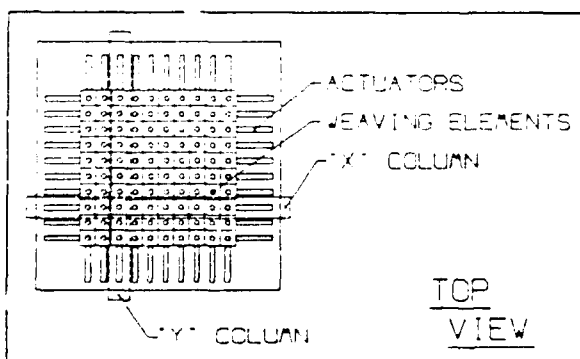 ACTUATORS
WEAVING ELEMENTS
"X" COLUMN
"Y" COLUMN
TOP
VIEW